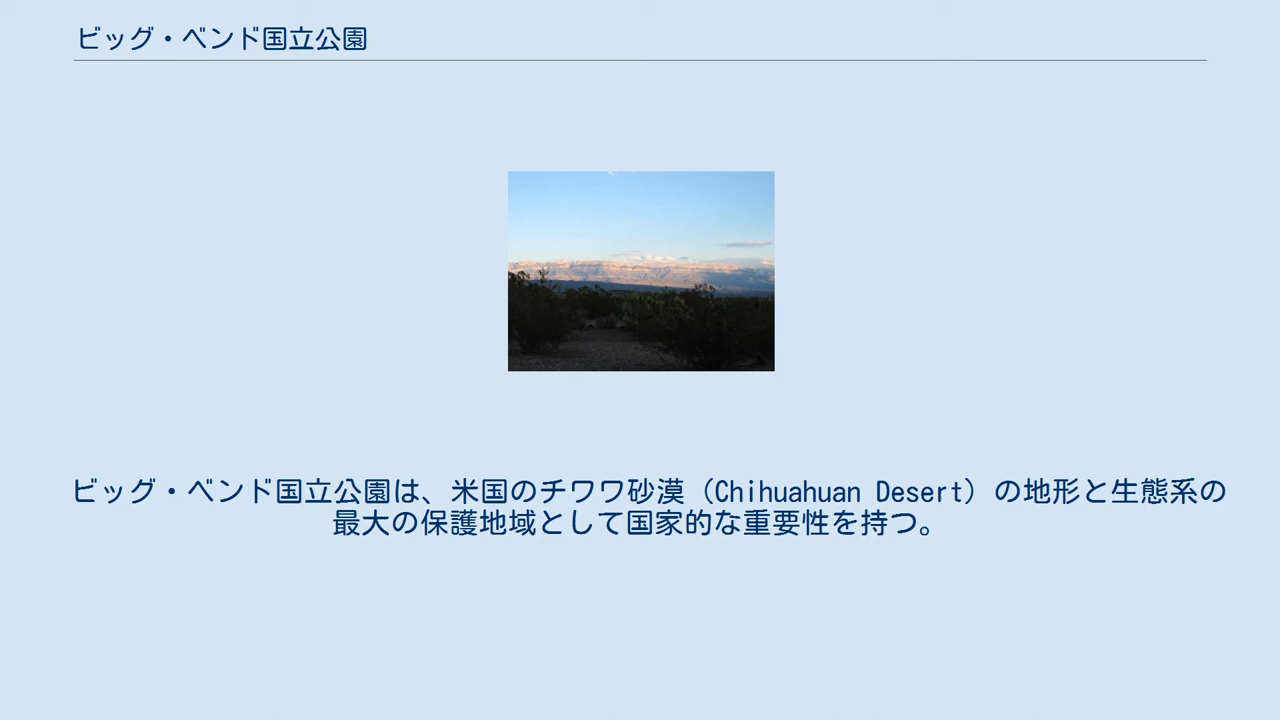 ビッグ・ベンド国立公園
ビッグ・ベンド国立公園は、米国のチワワ砂漠（Chihuahuan Desert）の地形と生態系の
最大の保護地域として国家的な重要性を持つ。